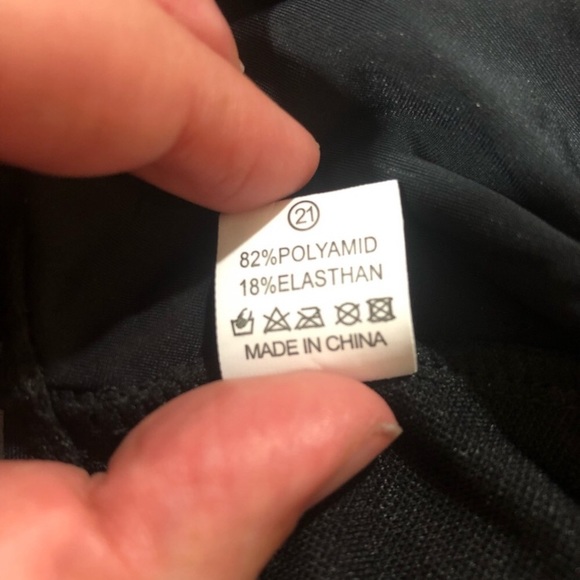 21
82%POLYAMID
18%ELASTHAN
MADE IN CHINA